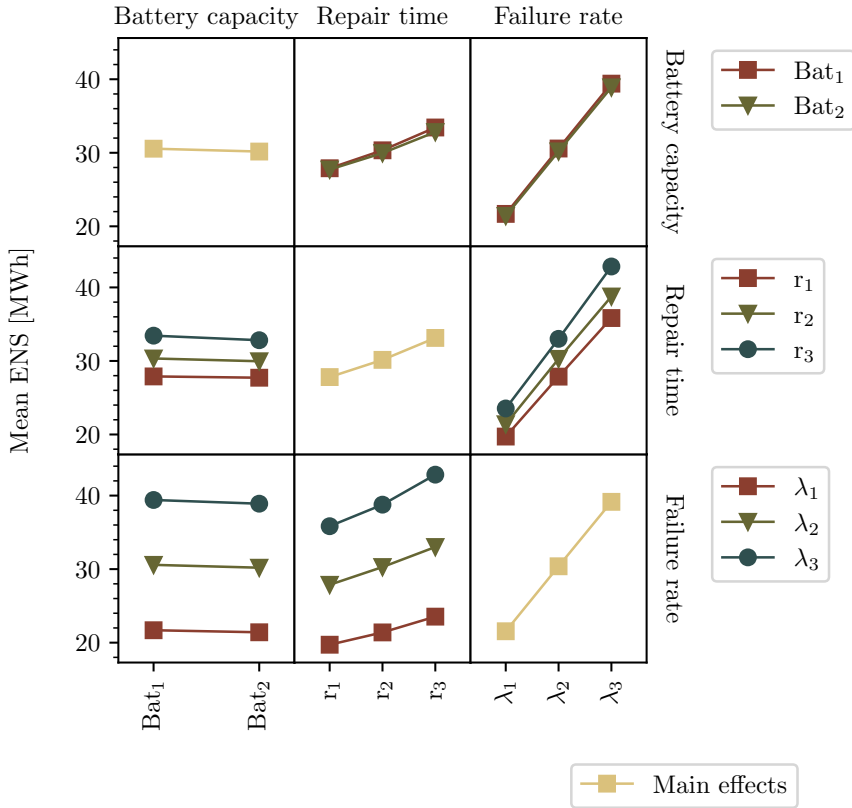 Battery capacity Repair time Failure rate
40
30
20
Battery capacity
Bat₁
Bat₂
Mean ENS [MWh]
40
30
20
Repair time
r₁
r₂
r₃
40
30
20
Failure rate
λ₁
λ₂
λ₃
Bat₁ Bat₂ r₁ r₂ r₃ λ₁ λ₂ λ₃
Main effects